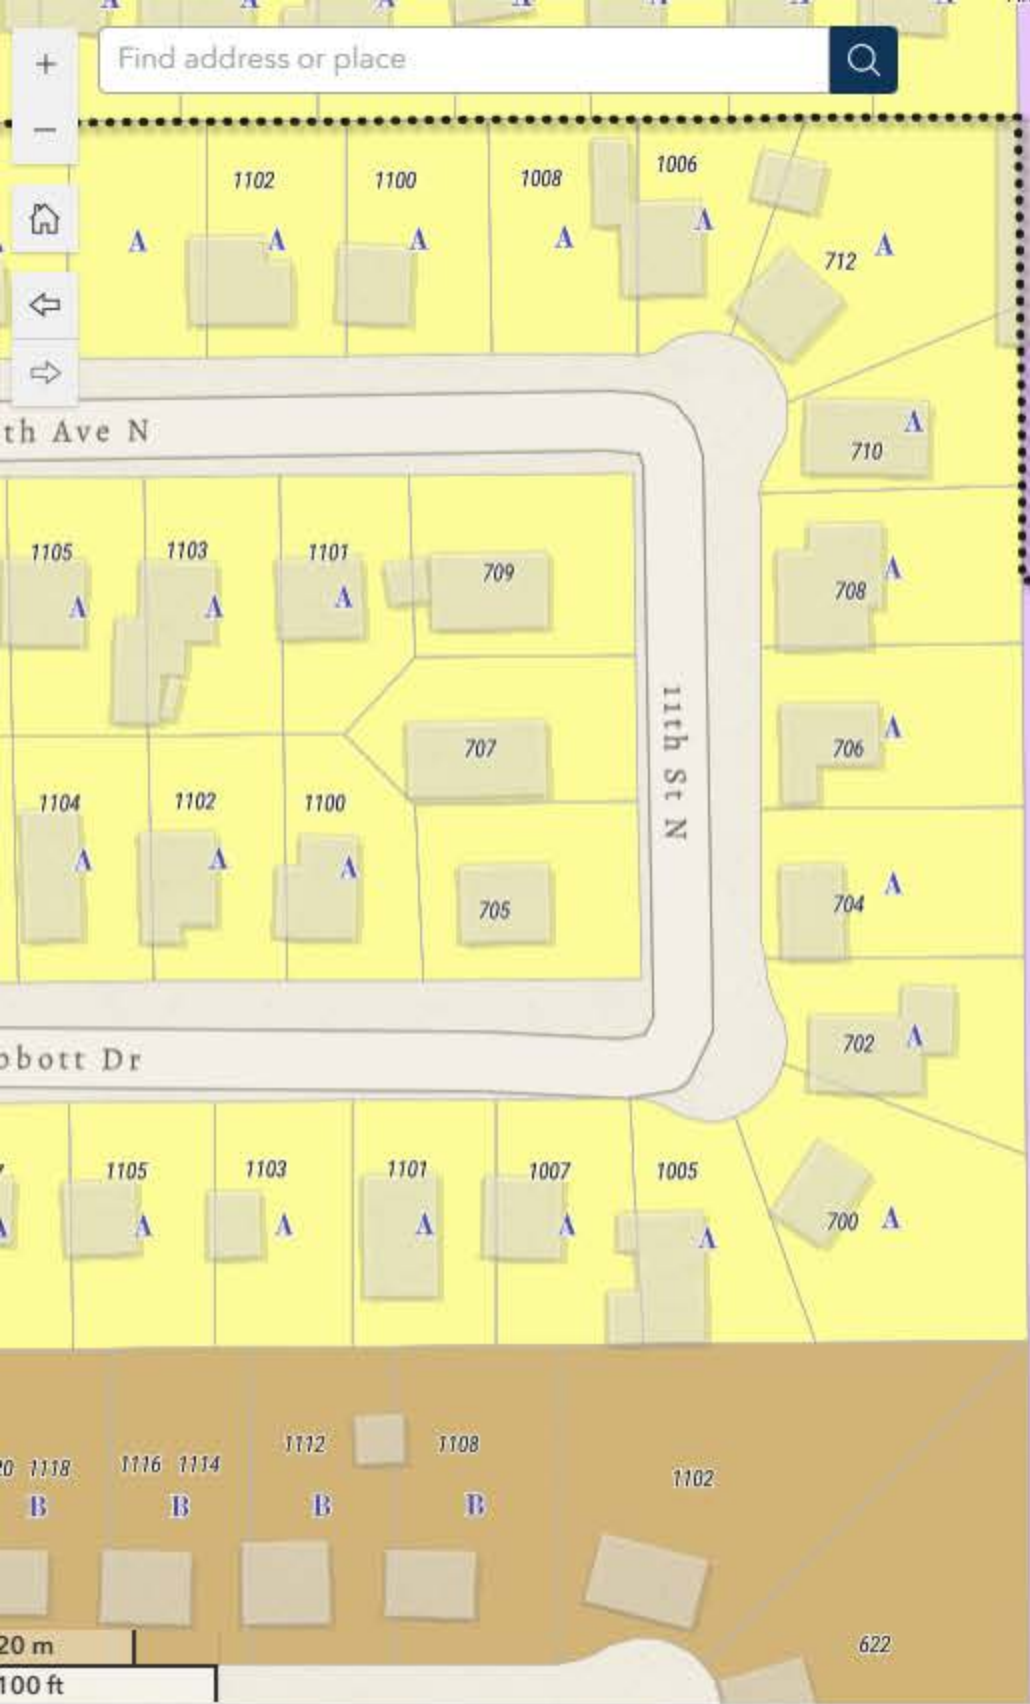 A A A A A A A
+
Find address or place
−
1102 1100 1008 1006
A A A A A
712 A
th Ave N
A
710
1105 1103 1101 709
A A A
708 A
11th St N
707
706 A
1104 1102 1100
A A A
705
704 A
bbott Dr
702 A
1105 1103 1101 1007 1005
A A A A A
700 A
1118 1116 1114 1112 1108
1102
B B B B
20 m
622
100 ft